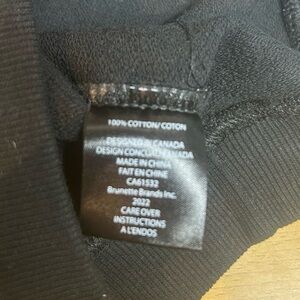 100% COTTON/COTON
DESIGNED IN CANADA
DESIGN CONCU AU CANADA
MADE IN CHINA
FAIT EN CHINE
CA61532
Brunette Brands Inc.
2022
CARE OVER
INSTRUCTIONS
A L'ENDOS